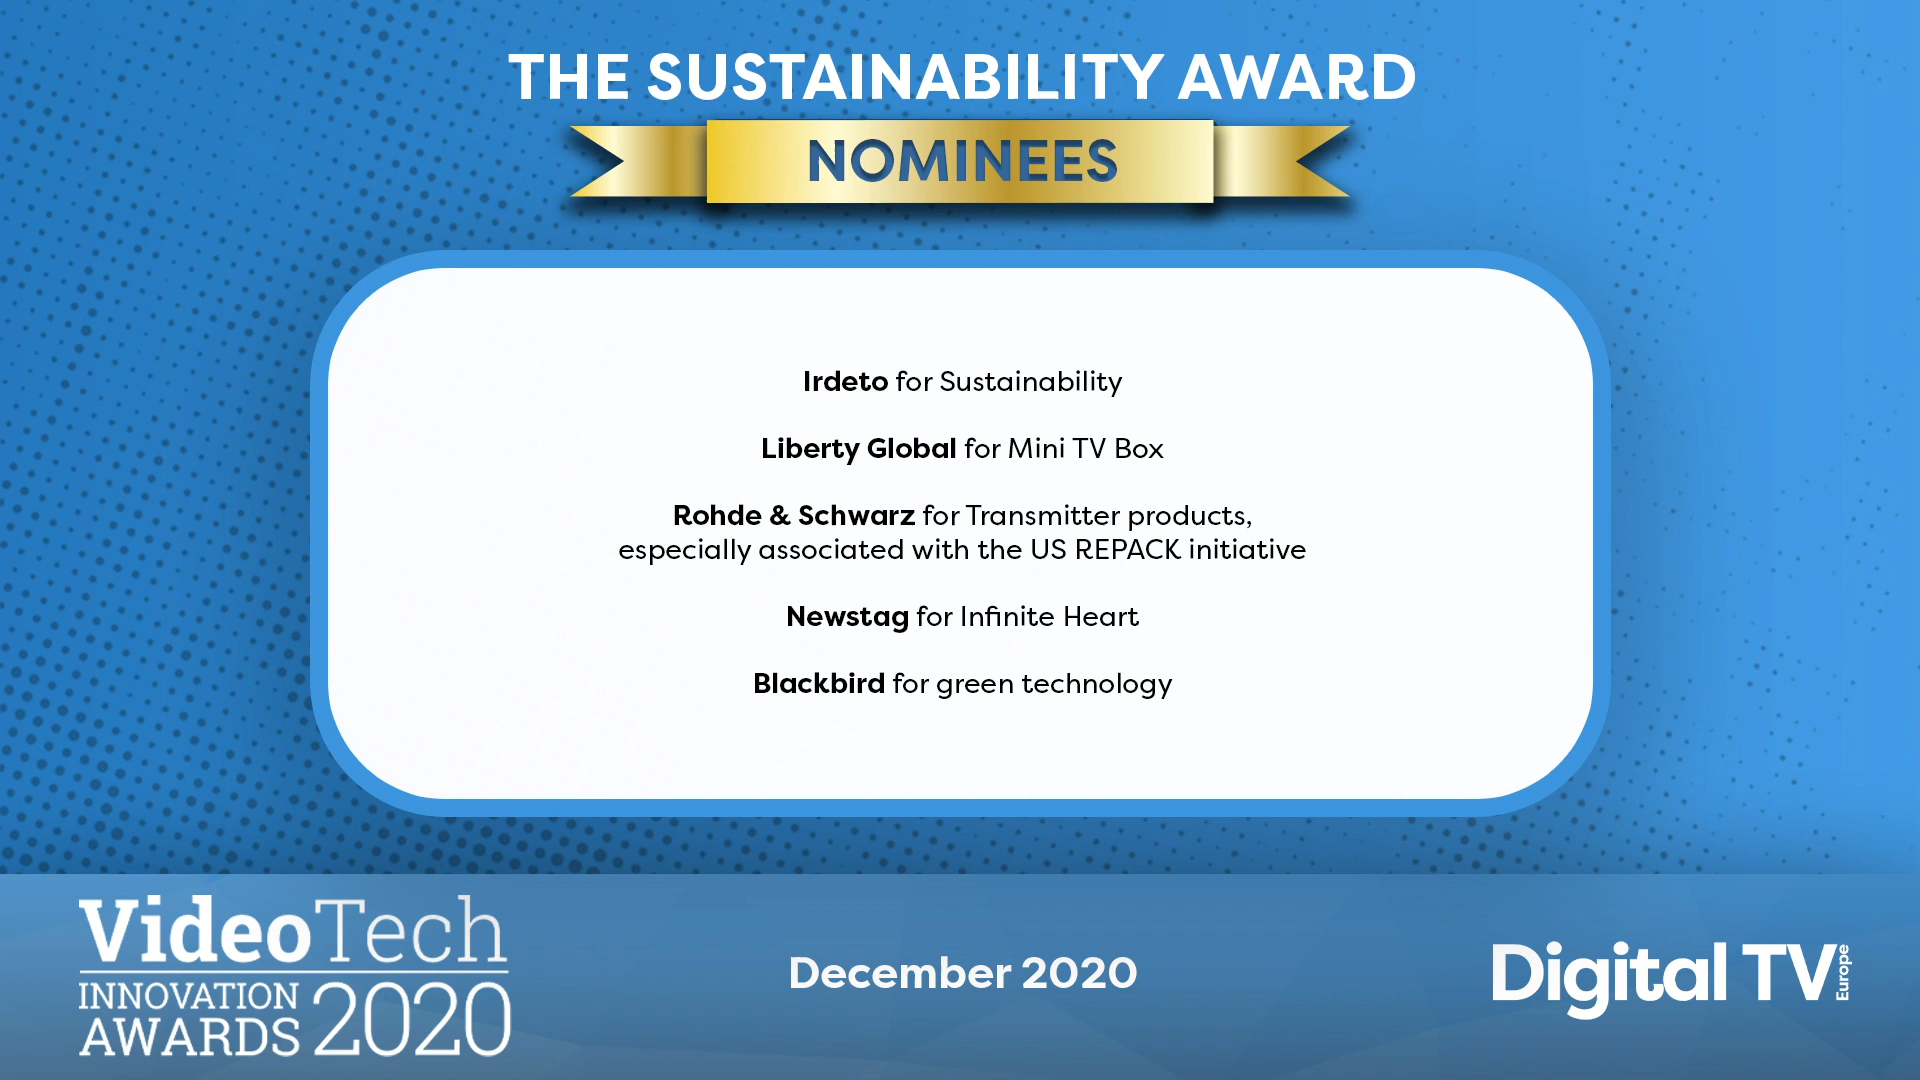 THE SUSTAINABILITY AWARD
NOMINEES
Irdeto for Sustainability
Liberty Global for Mini TV Box
Rohde & Schwarz for Transmitter products,
especially associated with the US REPACK initiative
Newstag for Infinite Heart
Blackbird for green technology
VideoTech
INNOVATION
AWARDS 2020
December 2020
Digital TV Europe